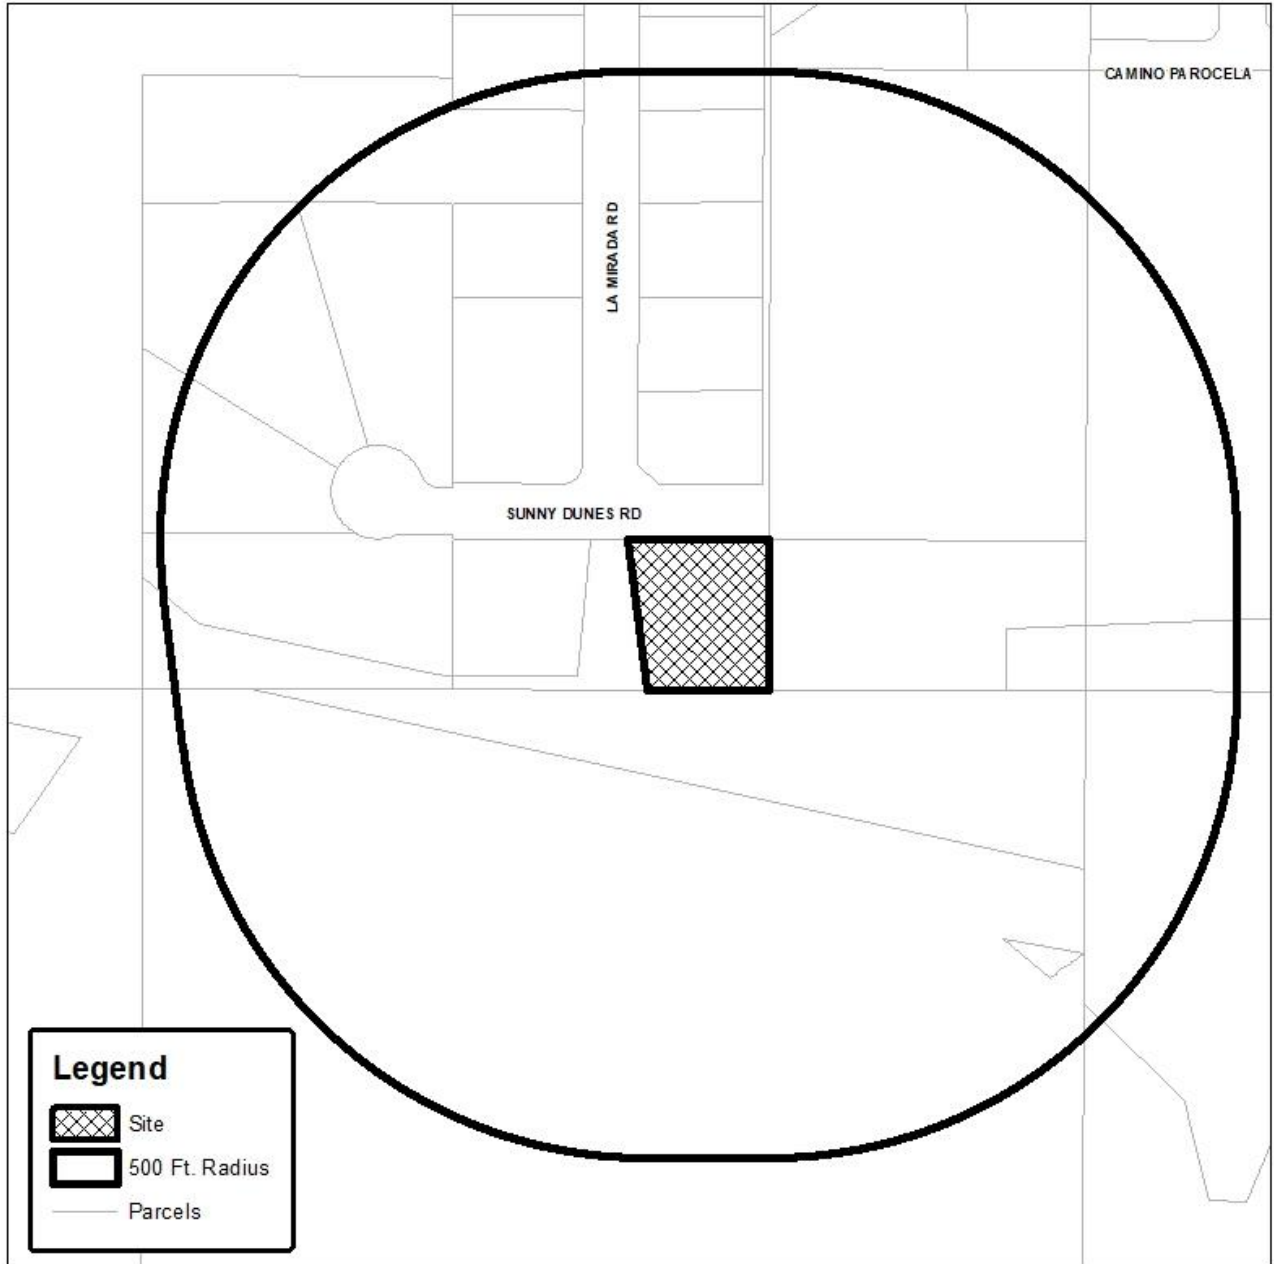 CAMINO PAROCELA
LA MIRADA RD
SUNNY DUNES RD
Legend
Site
500 Ft. Radius
Parcels